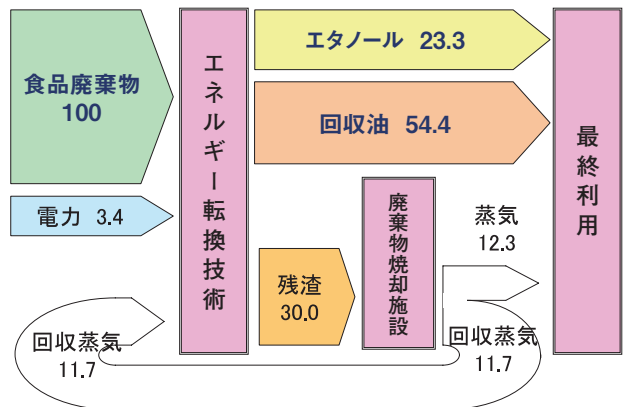 食品廃棄物
100
電力 3.4
エネルギー転換技術
エタノール 23.3
回収油 54.4
残渣
30.0
廃棄物焼却施設
蒸気
12.3
最終利用
回収蒸気
11.7
回収蒸気
11.7